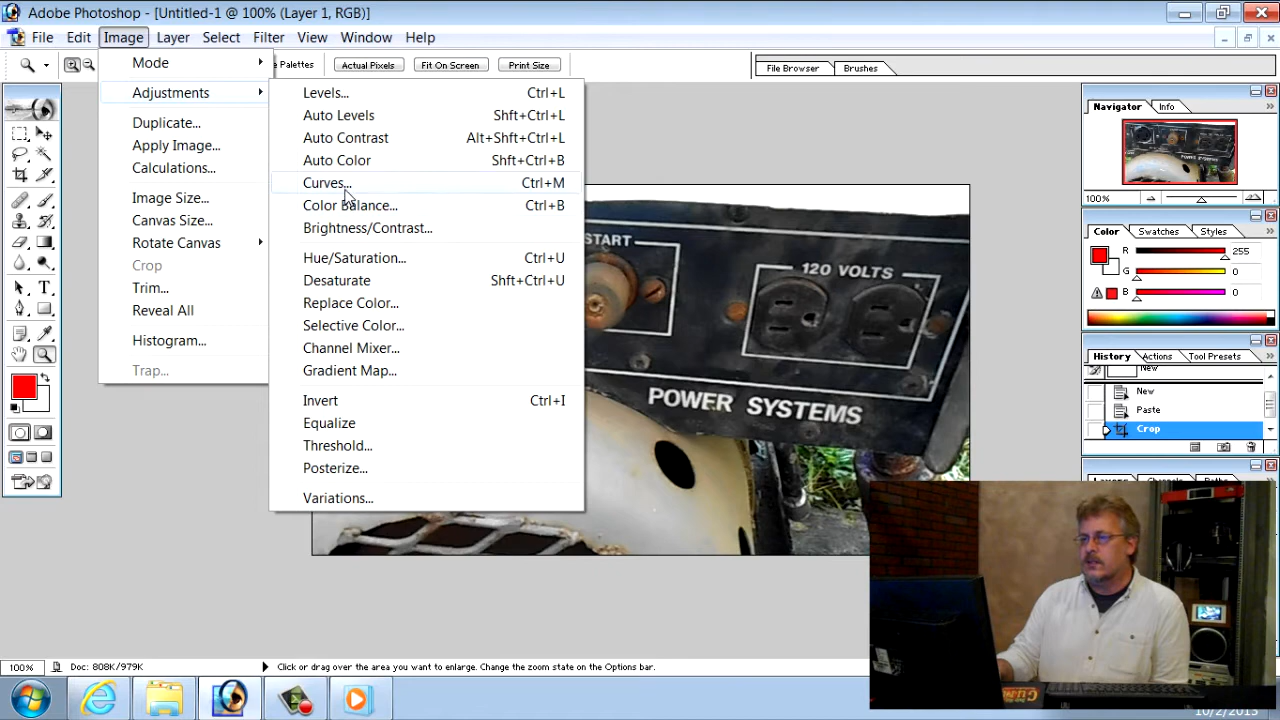 Adobe Photoshop - [Untitled-1 @ 100% (Layer 1, RGB)]
File Edit Image Layer Select Filter View Window Help
Palettes Actual Pixels Fit On Screen Print Size File Browser Brushes
Mode
Adjustments
Duplicate...
Apply Image...
Calculations...
Image Size...
Canvas Size...
Rotate Canvas
Crop
Trim...
Reveal All
Histogram...
Trap...
Levels... Ctrl+L
Auto Levels Shft+Ctrl+L
Auto Contrast Alt+Shft+Ctrl+L
Auto Color Shft+Ctrl+B
Curves... Ctrl+M
Color Balance... Ctrl+B
Brightness/Contrast...
Hue/Saturation... Ctrl+U
Desaturate Shft+Ctrl+U
Replace Color...
Selective Color...
Channel Mixer...
Gradient Map...
Invert Ctrl+I
Equalize
Threshold...
Posterize...
Variations...
START
120 VOLTS
POWER SYSTEMS
Navigator Info
100%
Color Swatches Styles
R 255
G 0
B 0
History Actions Tool Presets
New
New
Paste
Crop
100% Doc: 808K/979K Click or drag over the area you want to enlarge. Change the zoom state on the Options bar.
10/2/2013